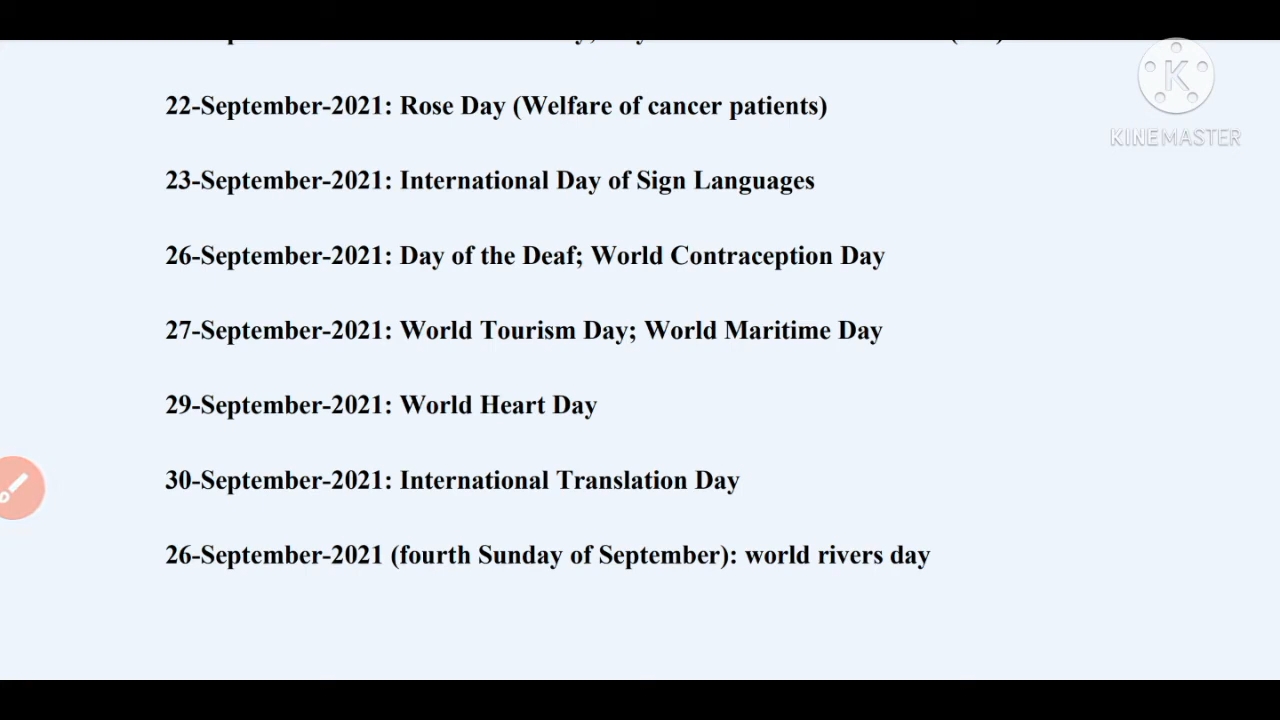 22-September-2021: Rose Day (Welfare of cancer patients)
K
KINEMASTER
23-September-2021: International Day of Sign Languages
26-September-2021: Day of the Deaf; World Contraception Day
27-September-2021: World Tourism Day; World Maritime Day
29-September-2021: World Heart Day
30-September-2021: International Translation Day
26-September-2021 (fourth Sunday of September): world rivers day